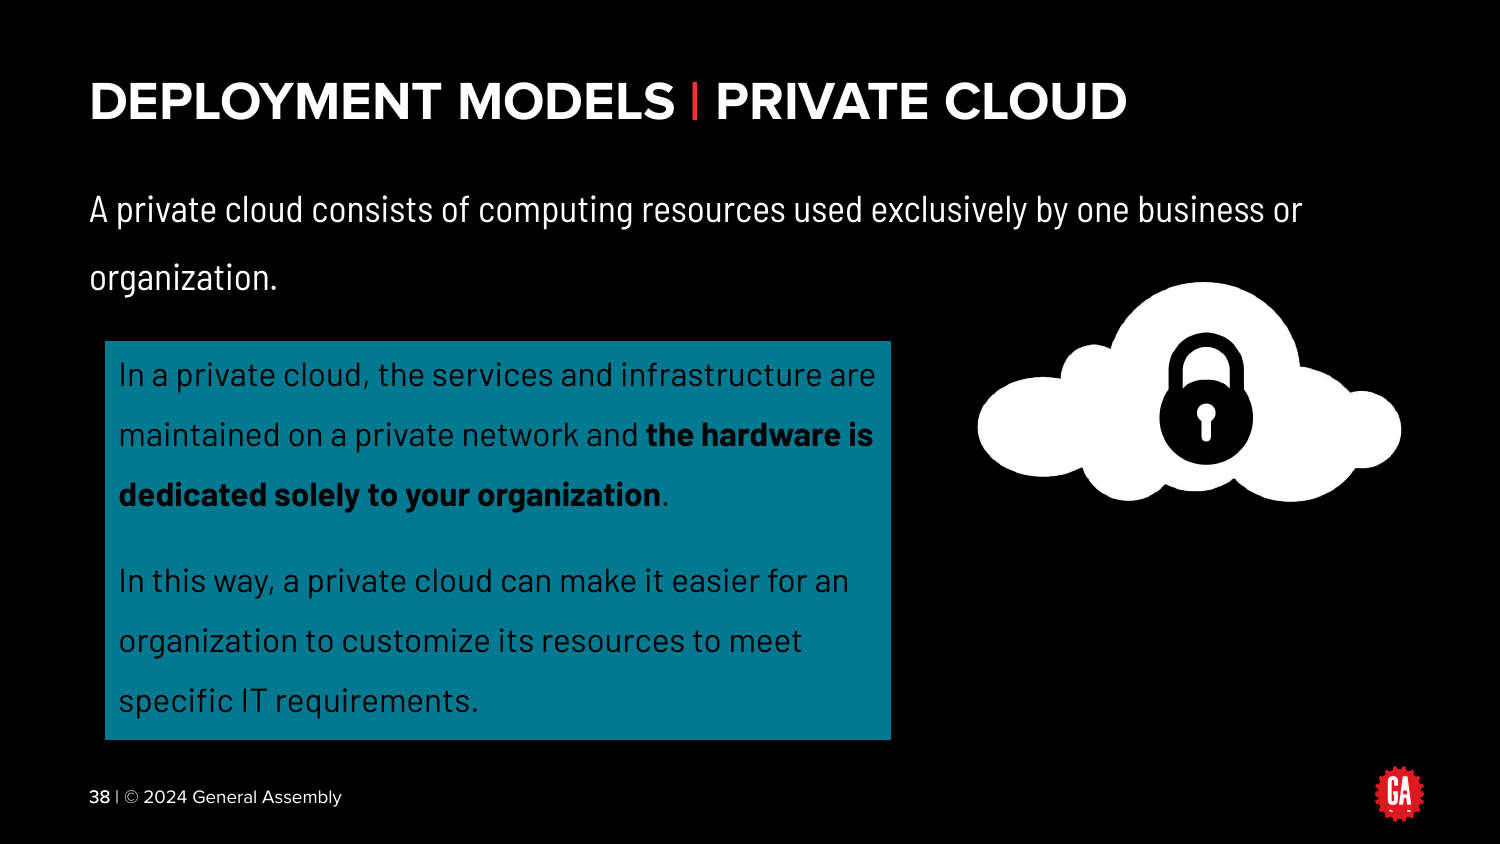 DEPLOYMENT MODELS | PRIVATE CLOUD
A private cloud consists of computing resources used exclusively by one business or
organization.
In a private cloud, the services and infrastructure are
maintained on a private network and the hardware is
dedicated solely to your organization.
In this way, a private cloud can make it easier for an
organization to customize its resources to meet
specific IT requirements.
38 | © 2024 General Assembly
GA